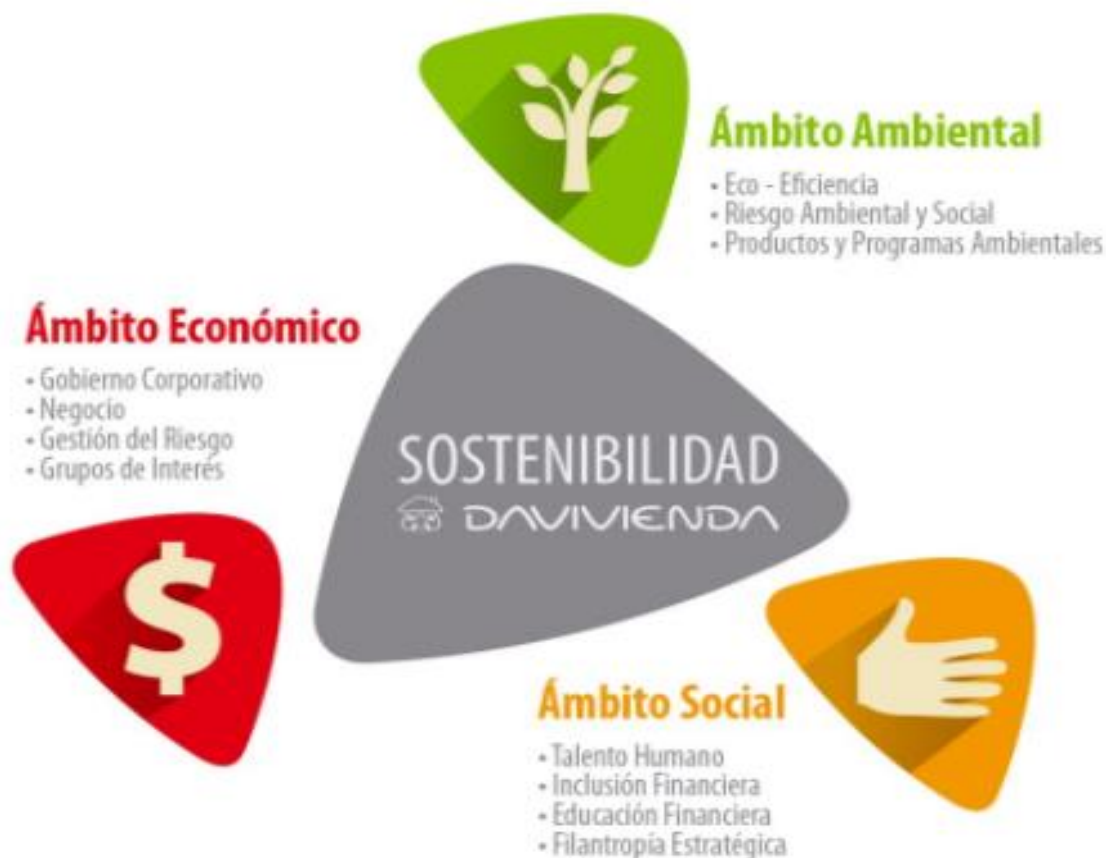 Ámbito Ambiental
• Eco - Eficiencia
• Riesgo Ambiental y Social
• Productos y Programas Ambientales
Ámbito Económico
• Gobierno Corporativo
• Negocio
• Gestión del Riesgo
• Grupos de Interés
SOSTENIBILIDAD
DAVIVIENDA
$
Ámbito Social
• Talento Humano
• Inclusión Financiera
• Educación Financiera
• Filantropía Estratégica